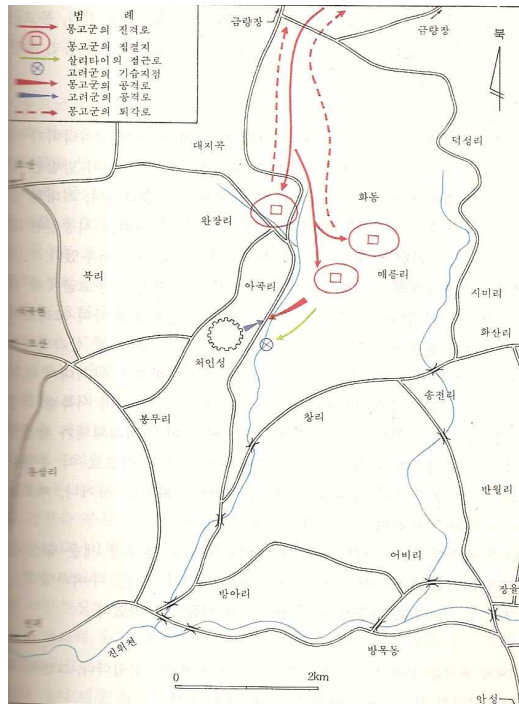 범 례
몽고군의 진격로
몽고군의 집결지
살리타이의 접근로
고려군의 기습지점
몽고군의 공격로
고려군의 공격로
몽고군의 퇴각로
금량장
금량장
북
대지곡
덕성리
화동
완장리
매릉리
북리
아곡리
시미리
화산리
처인성
송전리
봉무리
창리
반월리
어비리
방아리
장율
진위천
방목동
0 2km
안성